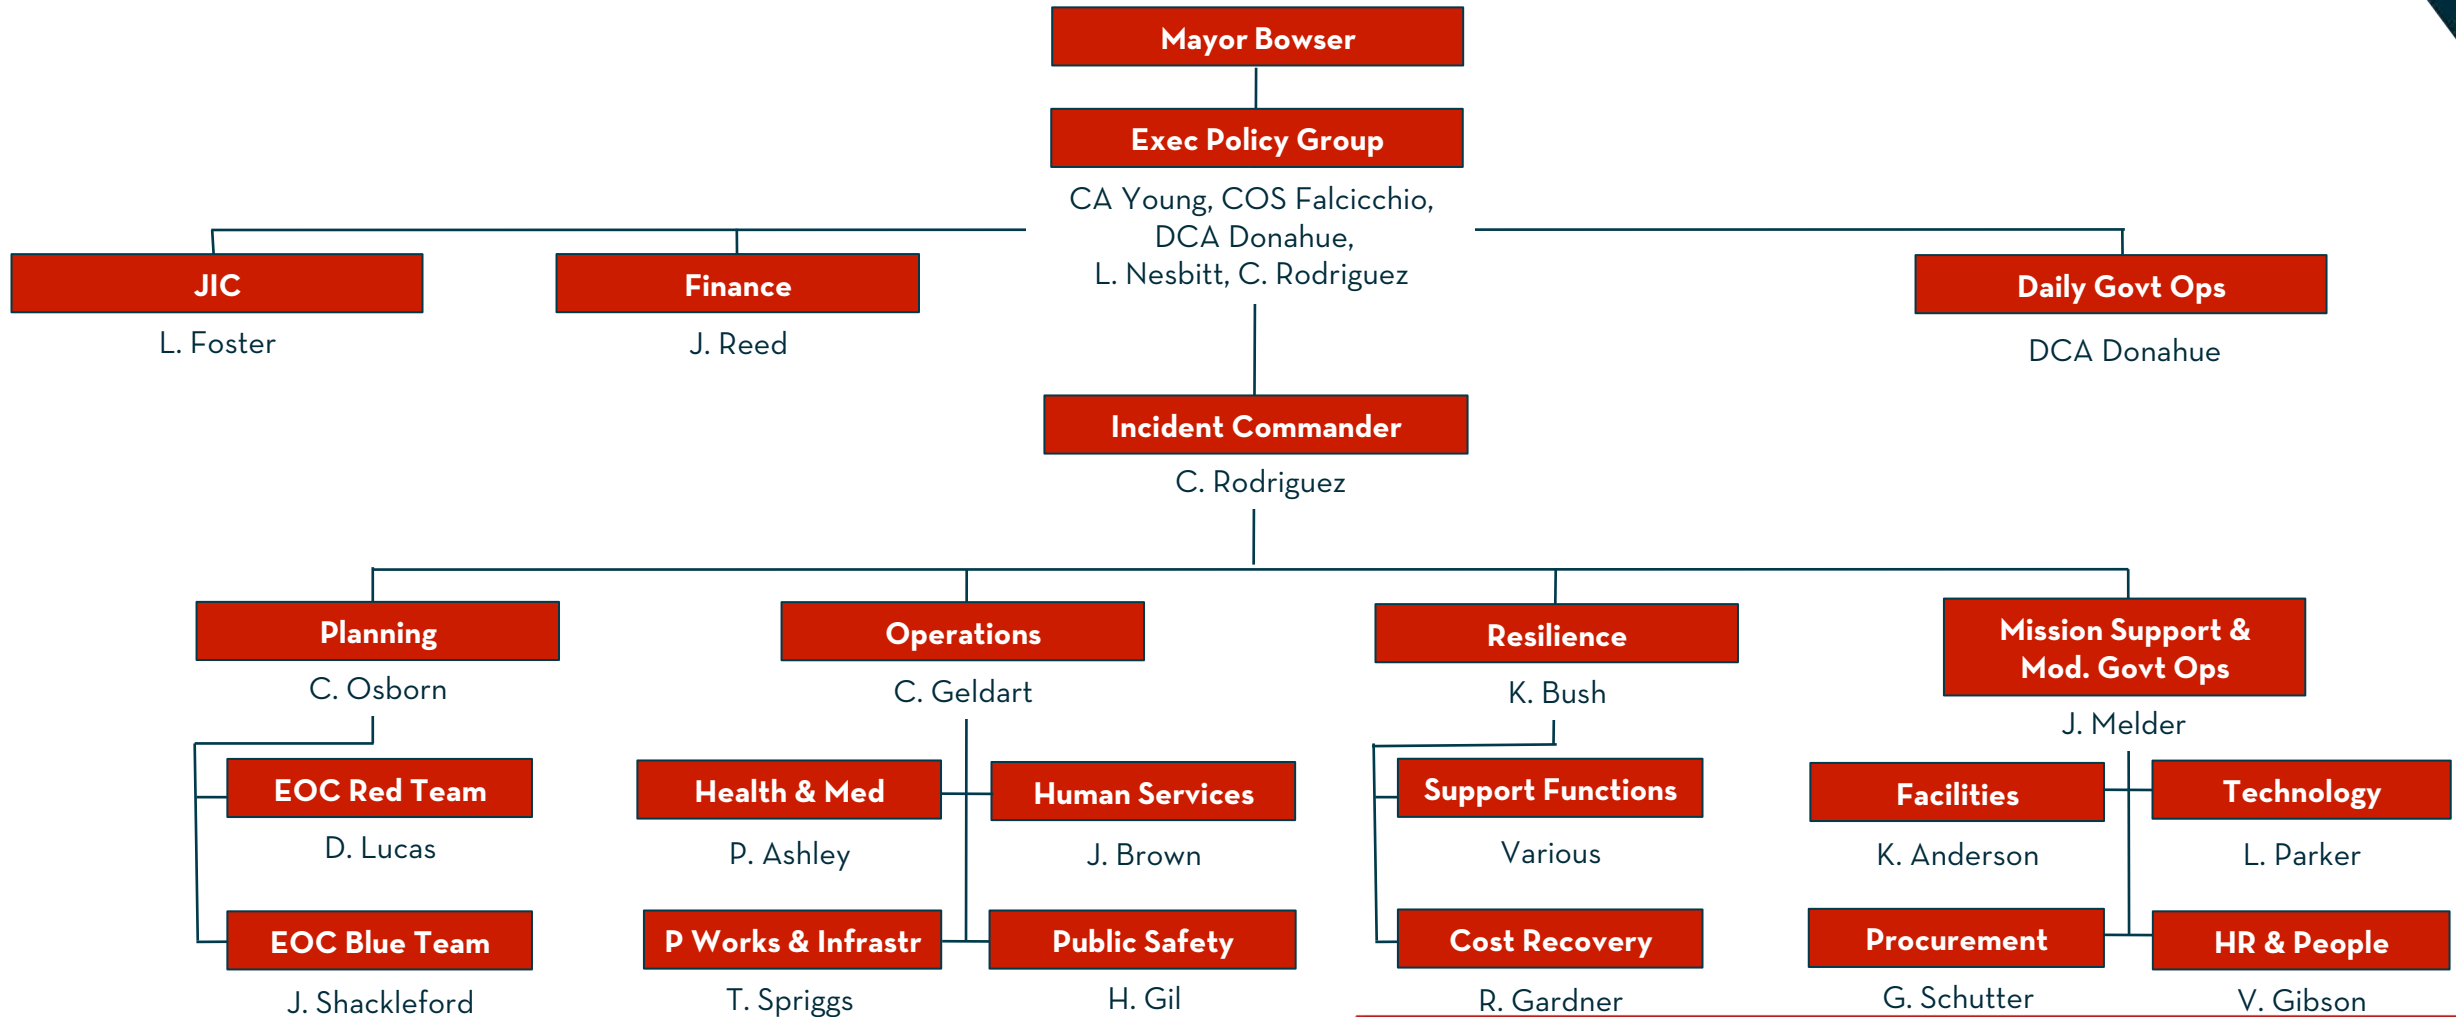 Mayor Bowser
Exec Policy Group
CA Young, COS Falcicchio,
DCA Donahue,
L. Nesbitt, C. Rodriguez
JIC
L. Foster
Finance
J. Reed
Daily Govt Ops
DCA Donahue
Incident Commander
C. Rodriguez
Planning
C. Osborn
EOC Red Team
D. Lucas
EOC Blue Team
J. Shackleford
Operations
C. Geldart
Health & Med
P. Ashley
Human Services
J. Brown
P Works & Infrastr
T. Spriggs
Public Safety
H. Gil
Resilience
K. Bush
Support Functions
Various
Cost Recovery
R. Gardner
Mission Support &
Mod. Govt Ops
J. Melder
Facilities
K. Anderson
Technology
L. Parker
Procurement
G. Schutter
HR & People
V. Gibson